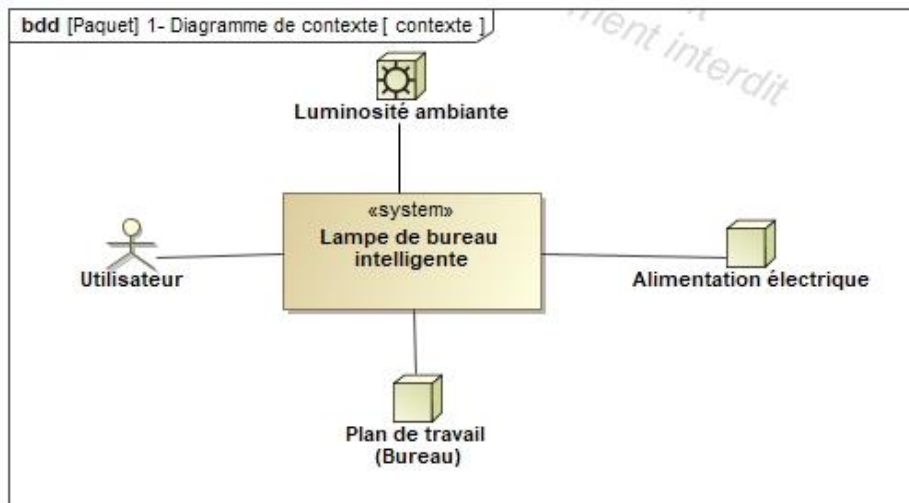 bdd [Paquet] 1- Diagramme de contexte [ contexte ]
interdit
Luminosité ambiante
«system»
Lampe de bureau
intelligente
Utilisateur
Alimentation électrique
Plan de travail
(Bureau)